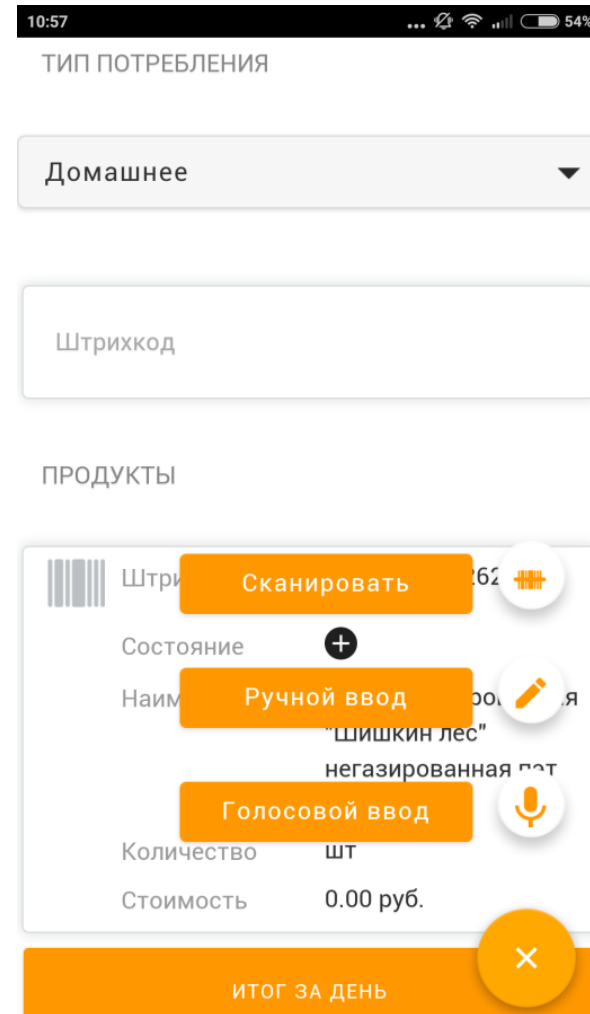 10:57 ... 54%
ТИП ПОТРЕБЛЕНИЯ
Домашнее
Штрихкод
ПРОДУКТЫ
Сканировать
Состояние
Ручной ввод
"Шишкин лес"
негазированная пэт
Голосовой ввод
Количество шт
Стоимость 0.00 руб.
ИТОГ ЗА ДЕНЬ